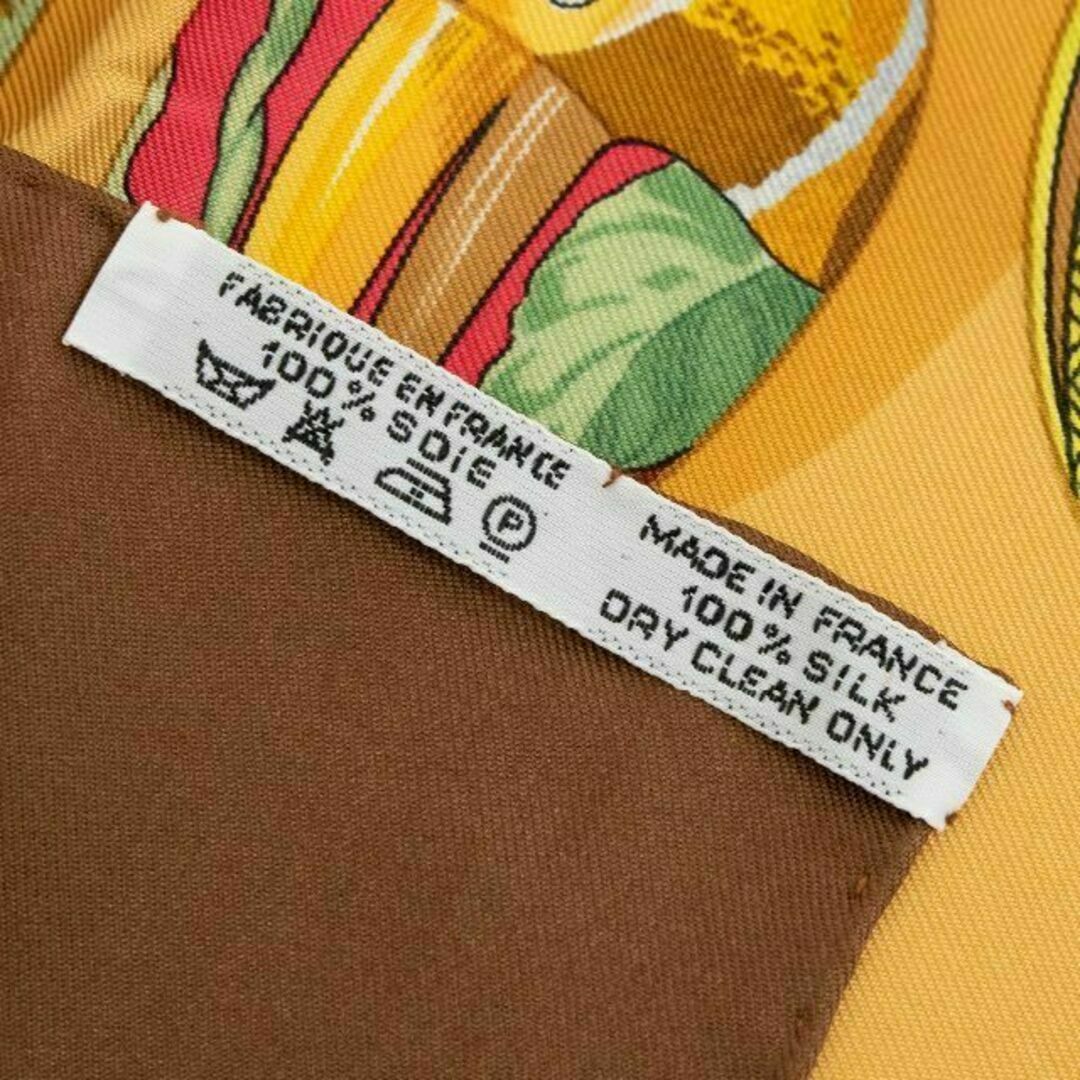 FABRIQUE EN FRANCE
100% SOIE
P
MADE IN FRANCE
100% SILK
DRY CLEAN ONLY